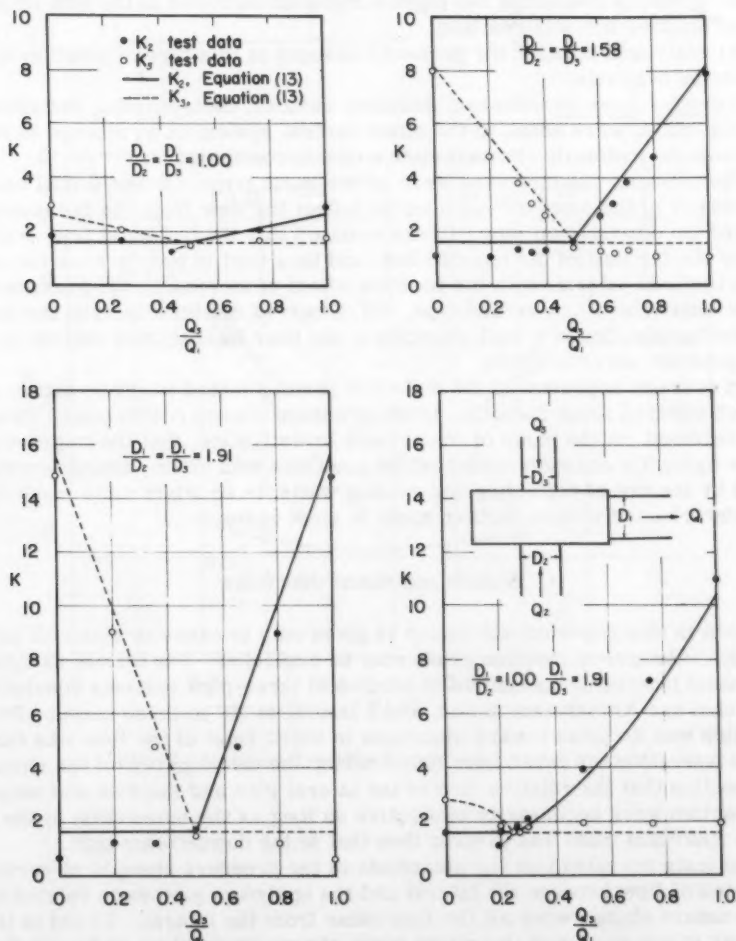 10
8
6
4
2
0
K
0
0.2
0.4
0.6
0.8
1.0
K₂ test data
K₃ test data
K₂, Equation (13)
K₃, Equation (13)
D₁/D₂ = D₁/D₃ = 1.00
Q₃/Q₁
10
8
6
4
2
0
K
0
0.2
0.4
0.6
0.8
1.0
D₁/D₂ = D₁/D₃ = 1.58
Q₃/Q₁
18
16
14
12
10
8
6
4
2
0
K
0
0.2
0.4
0.6
0.8
1.0
D₁/D₂ = D₁/D₃ = 1.91
Q₃/Q₁
18
16
14
12
10
8
6
4
2
0
K
0
0.2
0.4
0.6
0.8
1.0
Q₃
D₃
D₁
Q₁
D₂
Q₂
D₁/D₂ = 1.00 D₁/D₃ = 1.91
Q₃/Q₁